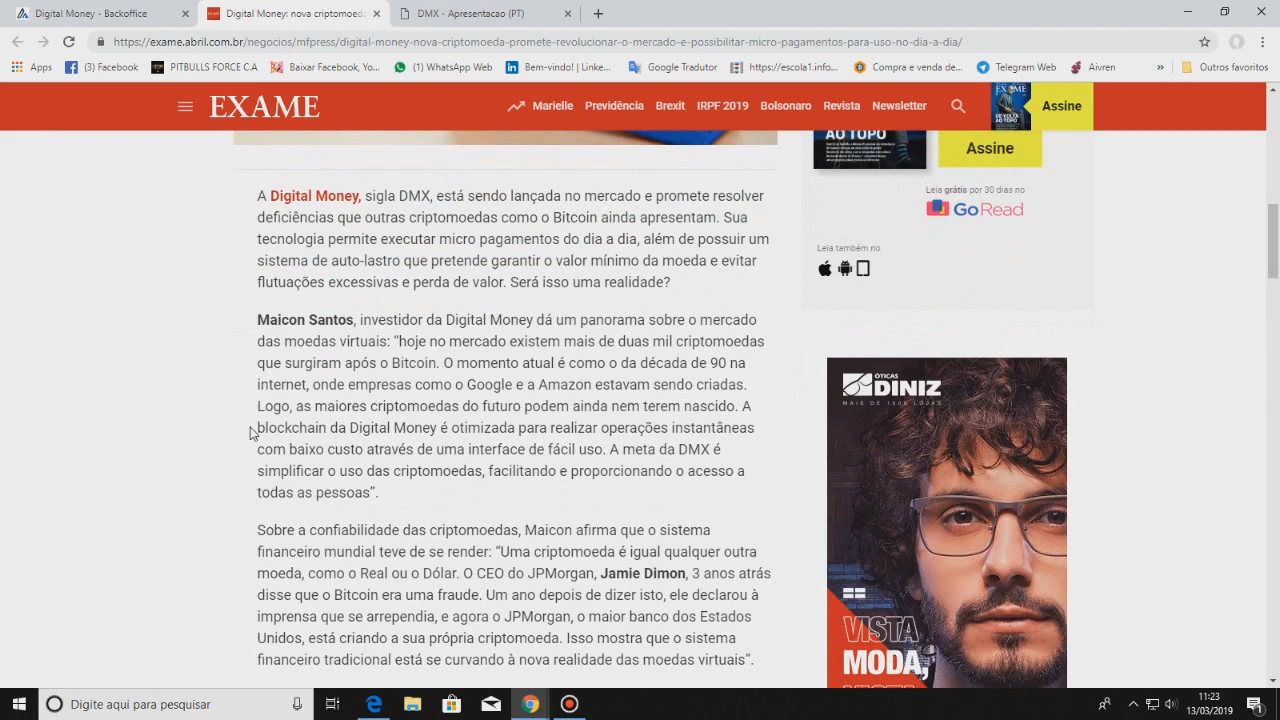 Digital Money - Backoffice
Digital Money: nova criptomoed
DMX - Apresentacao (PT)
https://exame.abril.com.br/negocios/mfpress/digital-money-nova-criptomoeda-promete-revolucionar-o-mercado-e-possibilitar-micro-pagamentos-para-uso-dia-a-dia/
Apps
(3) Facebook
PITBULLS FORCE C.A
Baixar Facebook, Yo...
(1) WhatsApp Web
Bem-vindo! | Linke...
Google Tradutor
https://escola1.info...
Compra e venda de...
Telegram Web
Aivren
»
Outros favoritos
EXAME
Marielle
Previdência
Brexit
IRPF 2019
Bolsonaro
Revista
Newsletter
EXAME
DE VOLTA
AO TOPO
Assine
AO TOPO
Assine
Leia grátis por 30 dias no
GoRead
Leia também no
A Digital Money, sigla DMX, está sendo lançada no mercado e promete resolver
deficiências que outras criptomoedas como o Bitcoin ainda apresentam. Sua
tecnologia permite executar micro pagamentos do dia a dia, além de possuir um
sistema de auto-lastro que pretende garantir o valor mínimo da moeda e evitar
flutuações excessivas e perda de valor. Será isso uma realidade?
Maicon Santos, investidor da Digital Money dá um panorama sobre o mercado
das moedas virtuais: “hoje no mercado existem mais de duas mil criptomoedas
que surgiram após o Bitcoin. O momento atual é como o da década de 90 na
internet, onde empresas como o Google e a Amazon estavam sendo criadas.
Logo, as maiores criptomoedas do futuro podem ainda nem terem nascido. A
blockchain da Digital Money é otimizada para realizar operações instantâneas
com baixo custo através de uma interface de fácil uso. A meta da DMX é
simplificar o uso das criptomoedas, facilitando e proporcionando o acesso a
todas as pessoas”.
Sobre a confiabilidade das criptomoedas, Maicon afirma que o sistema
financeiro mundial teve de se render: “Uma criptomoeda é igual qualquer outra
moeda, como o Real ou o Dólar. O CEO do JPMorgan, Jamie Dimon, 3 anos atrás
disse que o Bitcoin era uma fraude. Um ano depois de dizer isto, ele declarou à
imprensa que se arrependia, e agora o JPMorgan, o maior banco dos Estados
Unidos, está criando a sua própria criptomoeda. Isso mostra que o sistema
financeiro tradicional está se curvando à nova realidade das moedas virtuais”.
ÓTICAS
DINIZ
MAIS DE 1000 LOJAS
VISTA
MODA,
Digite aqui para pesquisar
11:23
13/03/2019